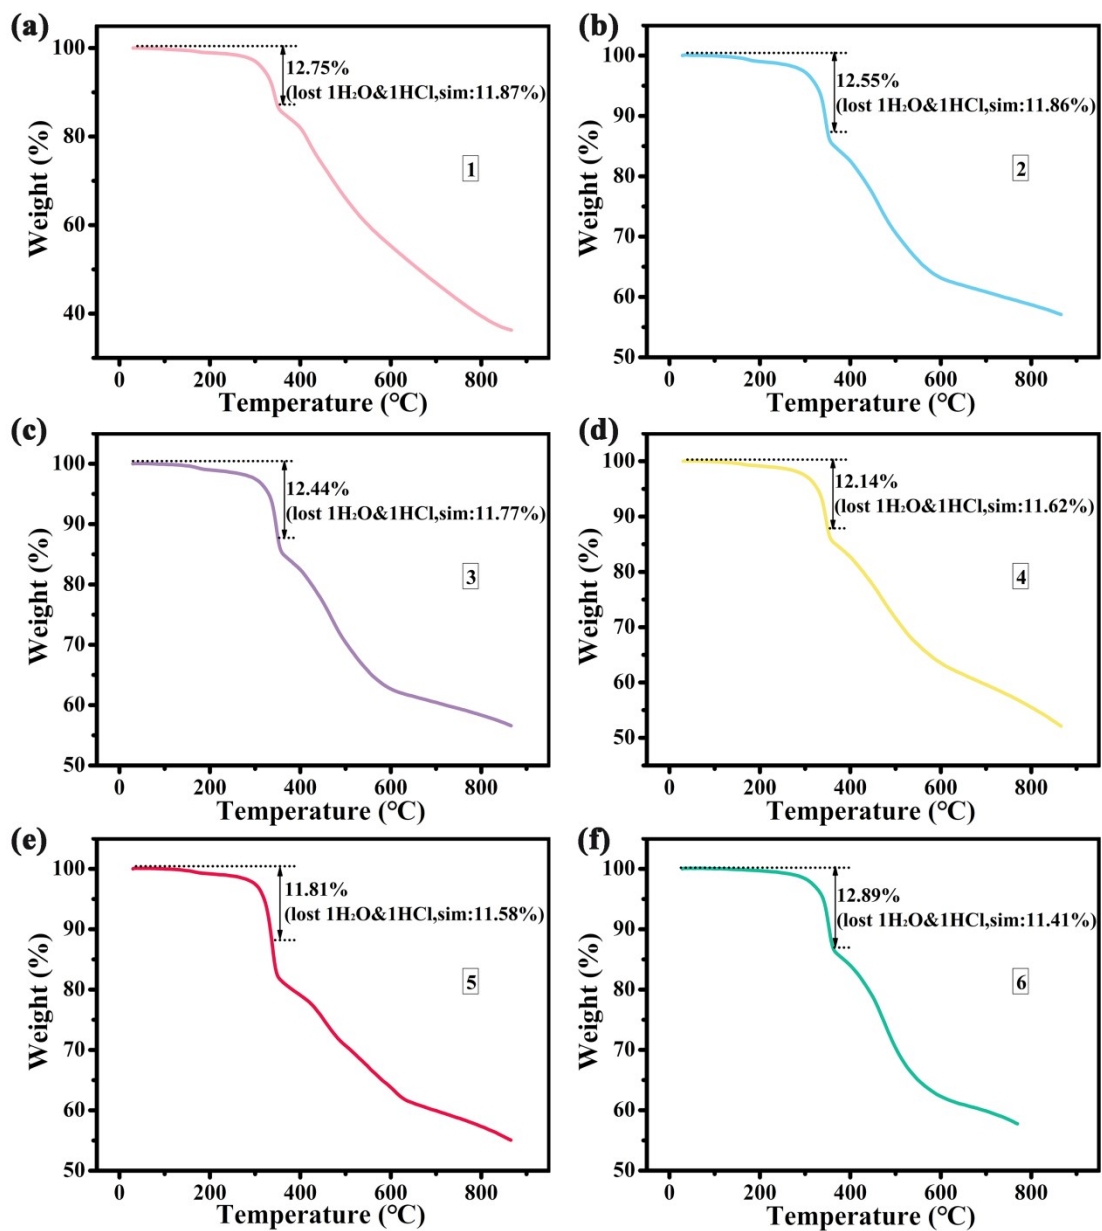 (a)
100
80
60
40
Weight (%)
12.75%
(lost 1H₂O&1HCl,sim:11.87%)
1
0 200 400 600 800
Temperature (℃)
(b)
100
90
80
70
60
50
Weight (%)
12.55%
(lost 1H₂O&1HCl,sim:11.86%)
2
0 200 400 600 800
Temperature (℃)
(c)
100
90
80
70
60
50
Weight (%)
12.44%
(lost 1H₂O&1HCl,sim:11.77%)
3
0 200 400 600 800
Temperature (℃)
(d)
100
90
80
70
60
50
Weight (%)
12.14%
(lost 1H₂O&1HCl,sim:11.62%)
4
0 200 400 600 800
Temperature (℃)
(e)
100
90
80
70
60
50
Weight (%)
11.81%
(lost 1H₂O&1HCl,sim:11.58%)
5
0 200 400 600 800
Temperature (℃)
(f)
100
90
80
70
60
50
Weight (%)
12.89%
(lost 1H₂O&1HCl,sim:11.41%)
6
0 200 400 600 800
Temperature (℃)